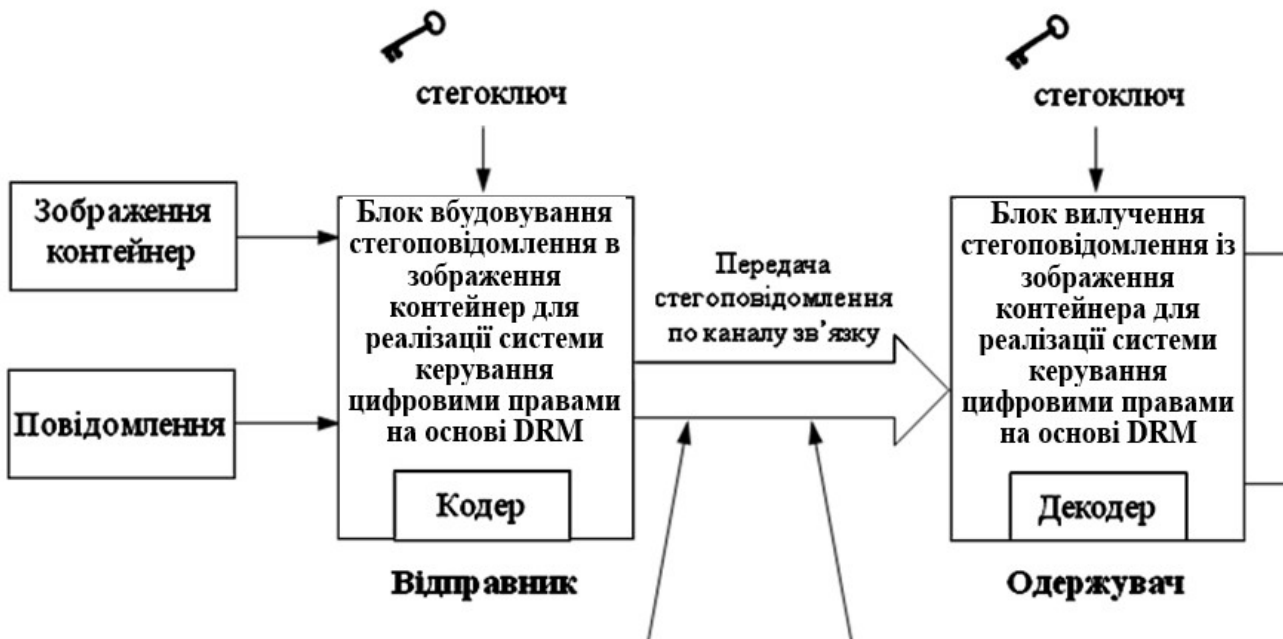 стегоключ
стегоключ
Зображення
контейнер
Повідомлення
Блок вбудовування
стегоповідомлення в
зображення
контейнер для
реалізації системи
керування
цифровими правами
на основі DRM
Кодер
Відправник
Передача
стегоповідомлення
по каналу зв’язку
Блок вилучення
стегоповідомлення із
зображення
контейнера для
реалізації системи
керування
цифровими правами
на основі DRM
Декодер
Одержувач